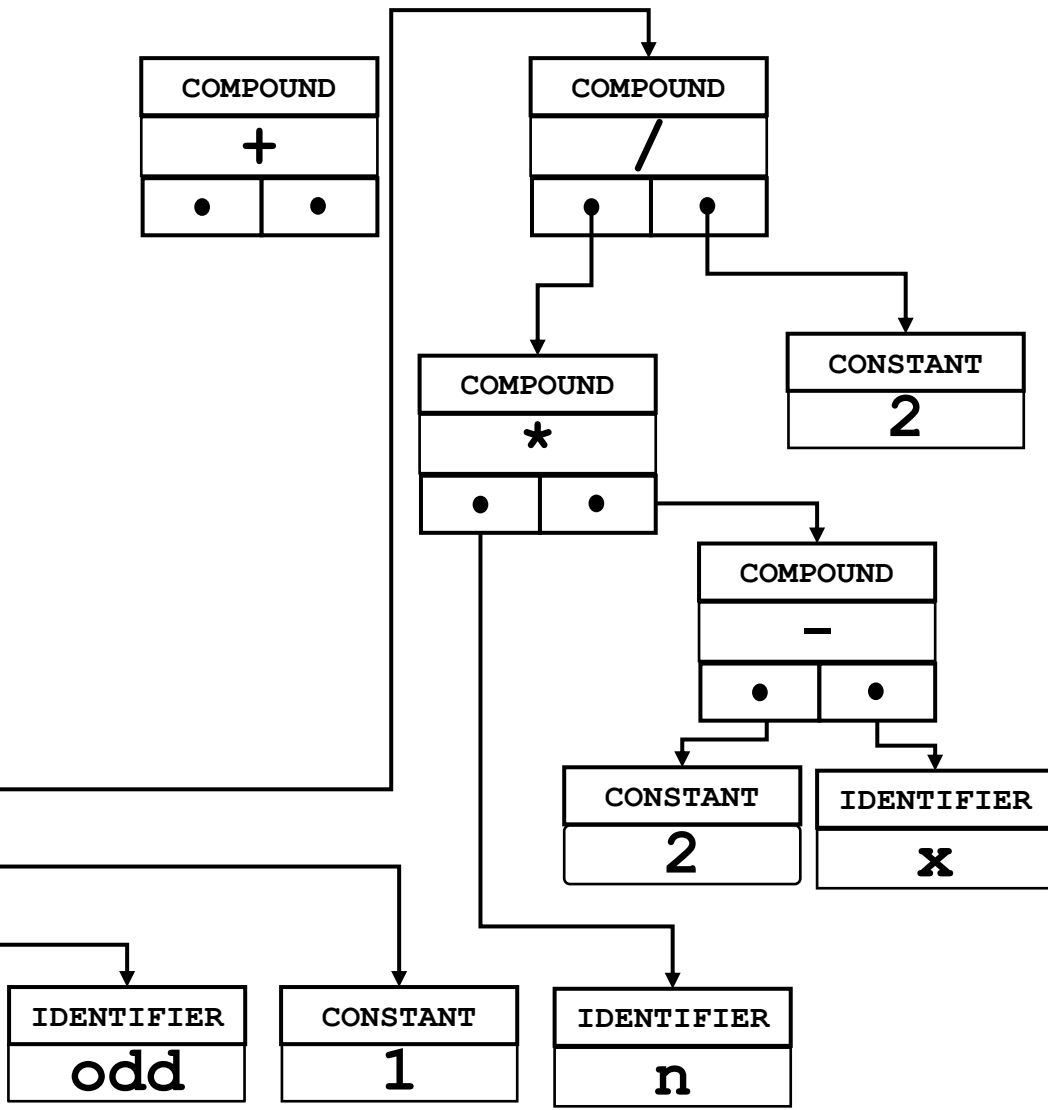 COMPOUND
+
COMPOUND
/
COMPOUND
*
CONSTANT
2
COMPOUND
-
CONSTANT
2
IDENTIFIER
x
IDENTIFIER
odd
CONSTANT
1
IDENTIFIER
n